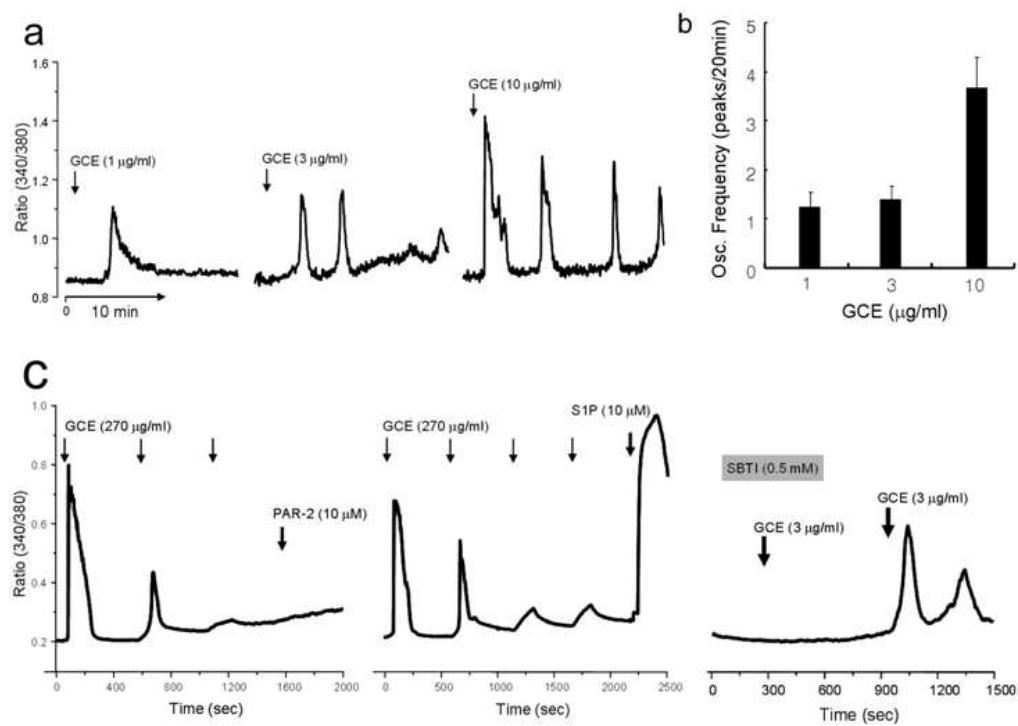 a
Ratio (340/380)
1.6
1.4
1.2
1.0
0.8
GCE (1 μg/ml)
GCE (3 μg/ml)
GCE (10 μg/ml)
0 10 min
b
Osc. Frequency (peaks/20min)
5
4
3
2
1
0
1 3 10
GCE (μg/ml)
C
Ratio (340/380)
1.0
0.8
0.6
0.4
0.2
GCE (270 μg/ml)
PAR-2 (10 μM)
0 400 800 1200 1600 2000
Time (sec)
GCE (270 μg/ml)
S1P (10 μM)
0 500 1000 1500 2000 2500
Time (sec)
SBTI (0.5 mM)
GCE (3 μg/ml)
GCE (3 μg/ml)
0 300 600 900 1200 1500
Time (sec)